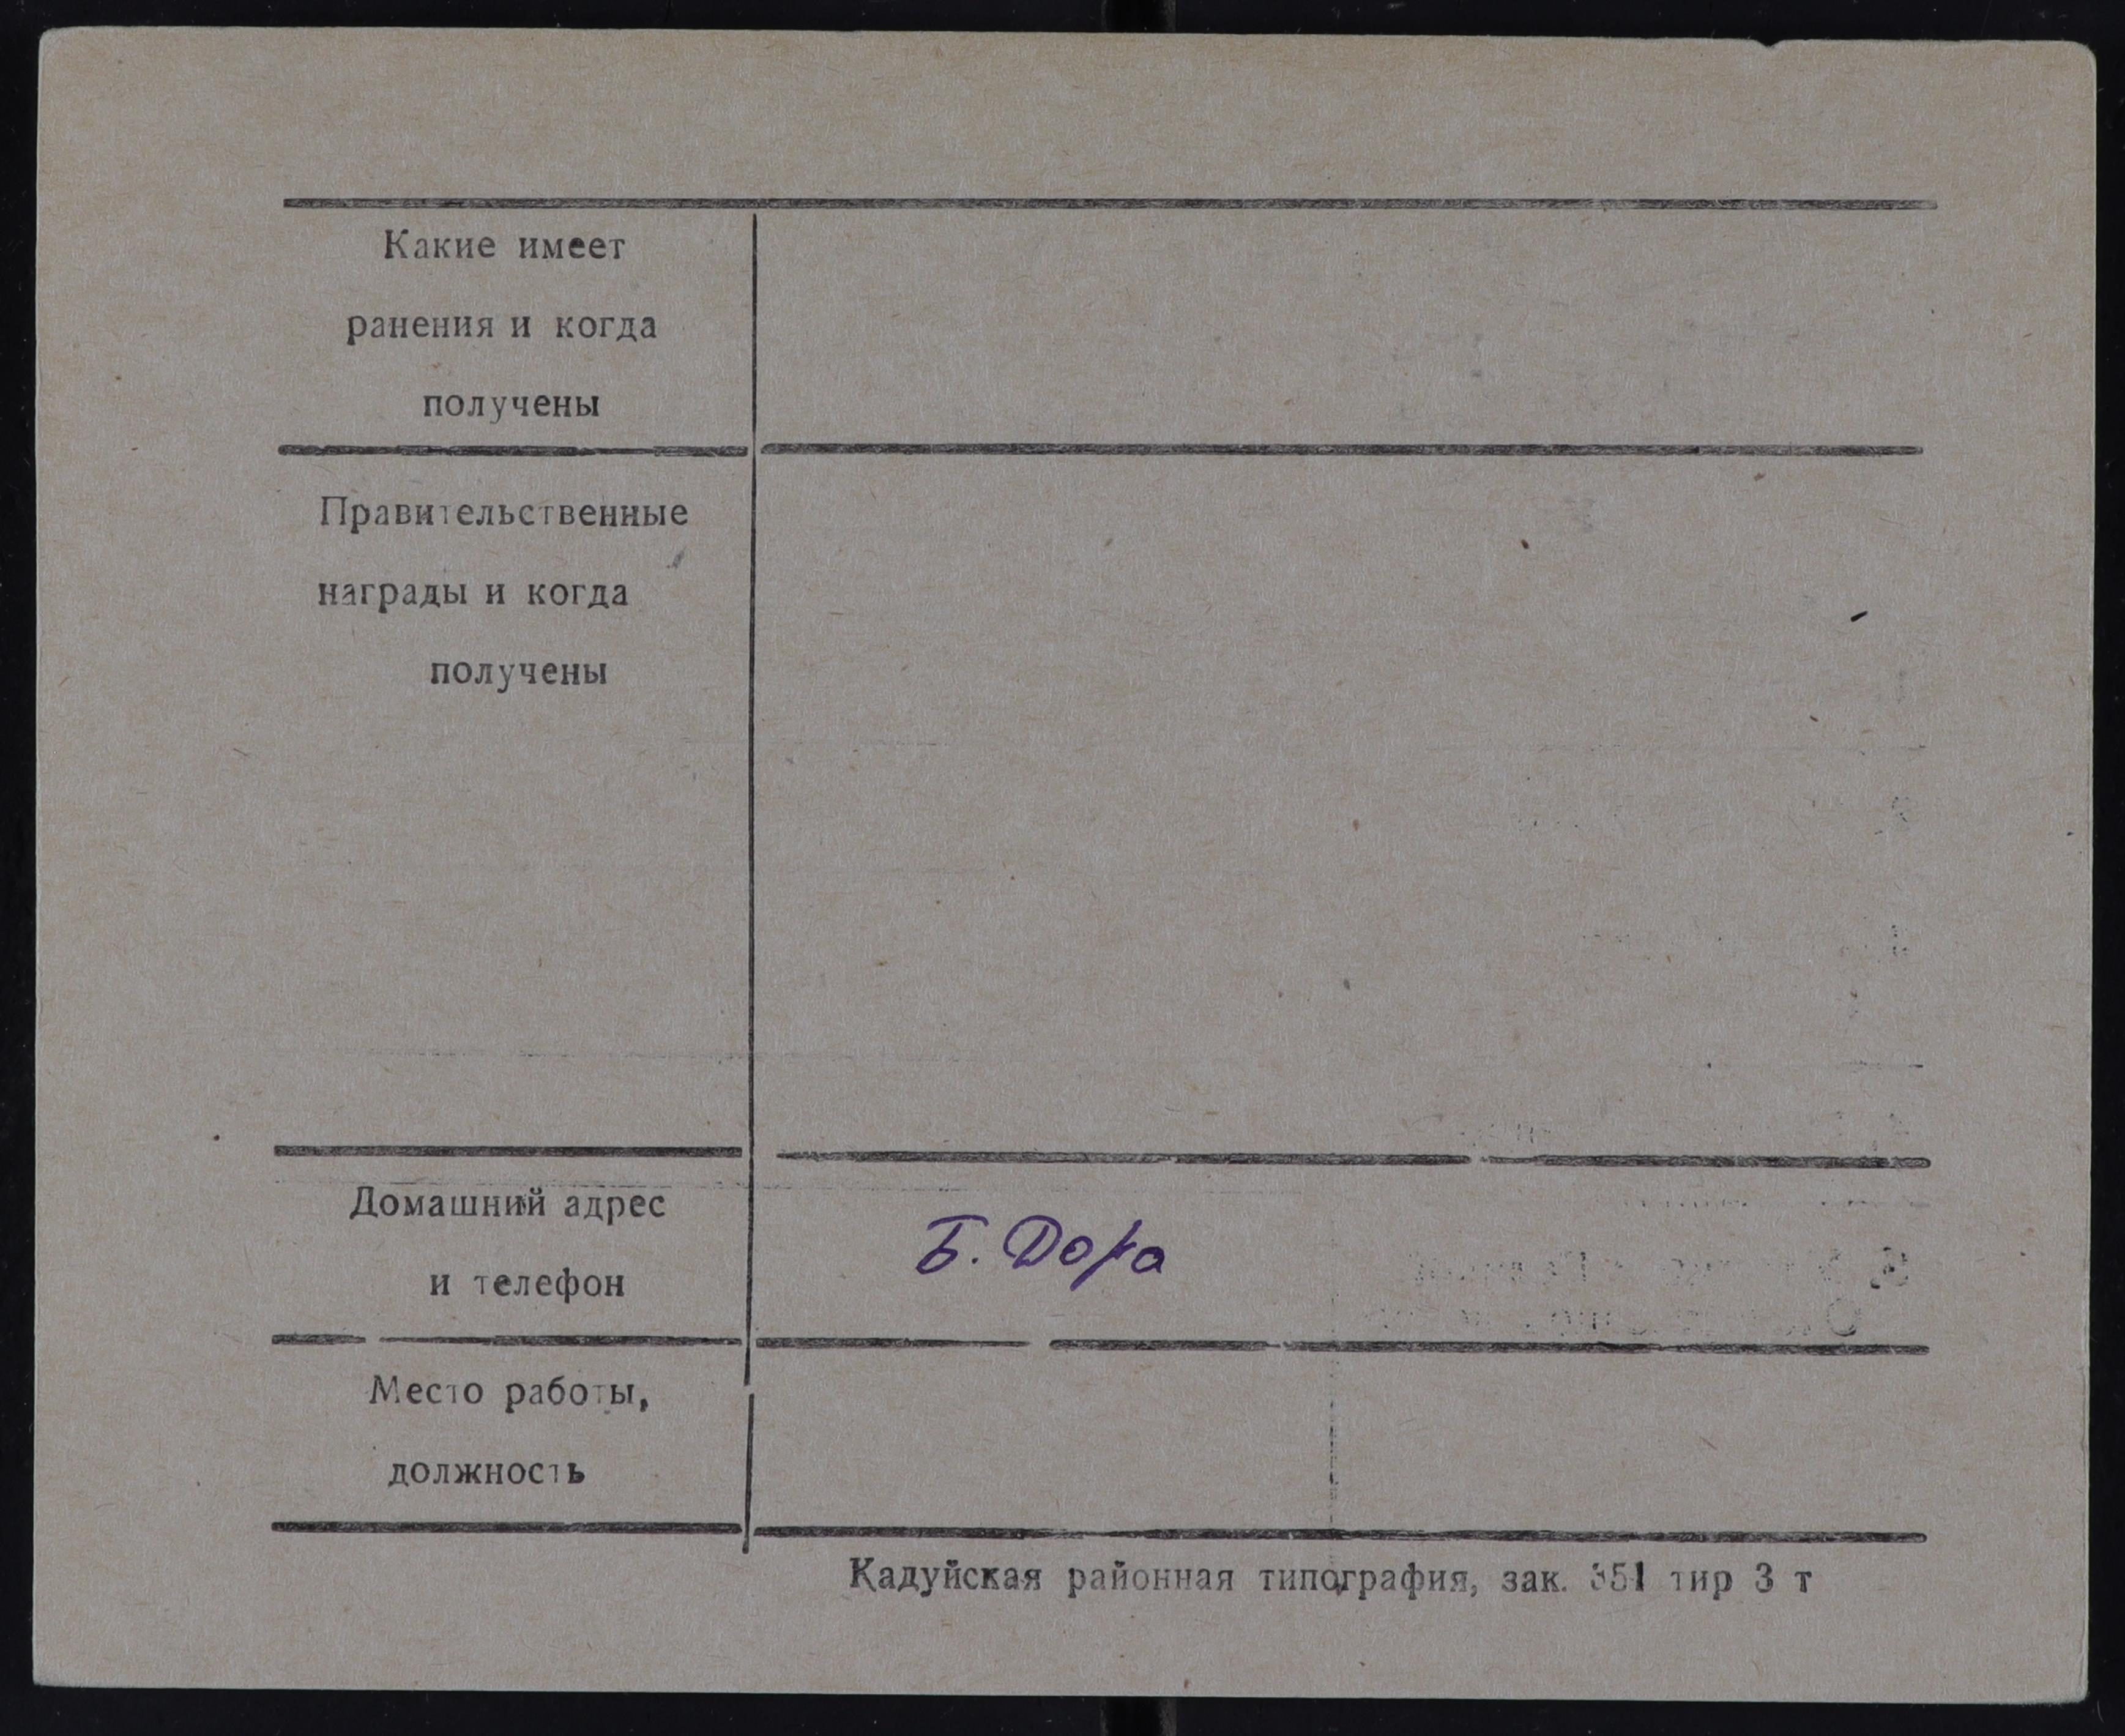 Какие имеет
ранения и когда
получены
Правительственные
награды и когда
получены
Домашний адрес
и телефон
Б. Дора
Место работы,
должность
Кадуйская районная типография, зак. 351 тир 3 т